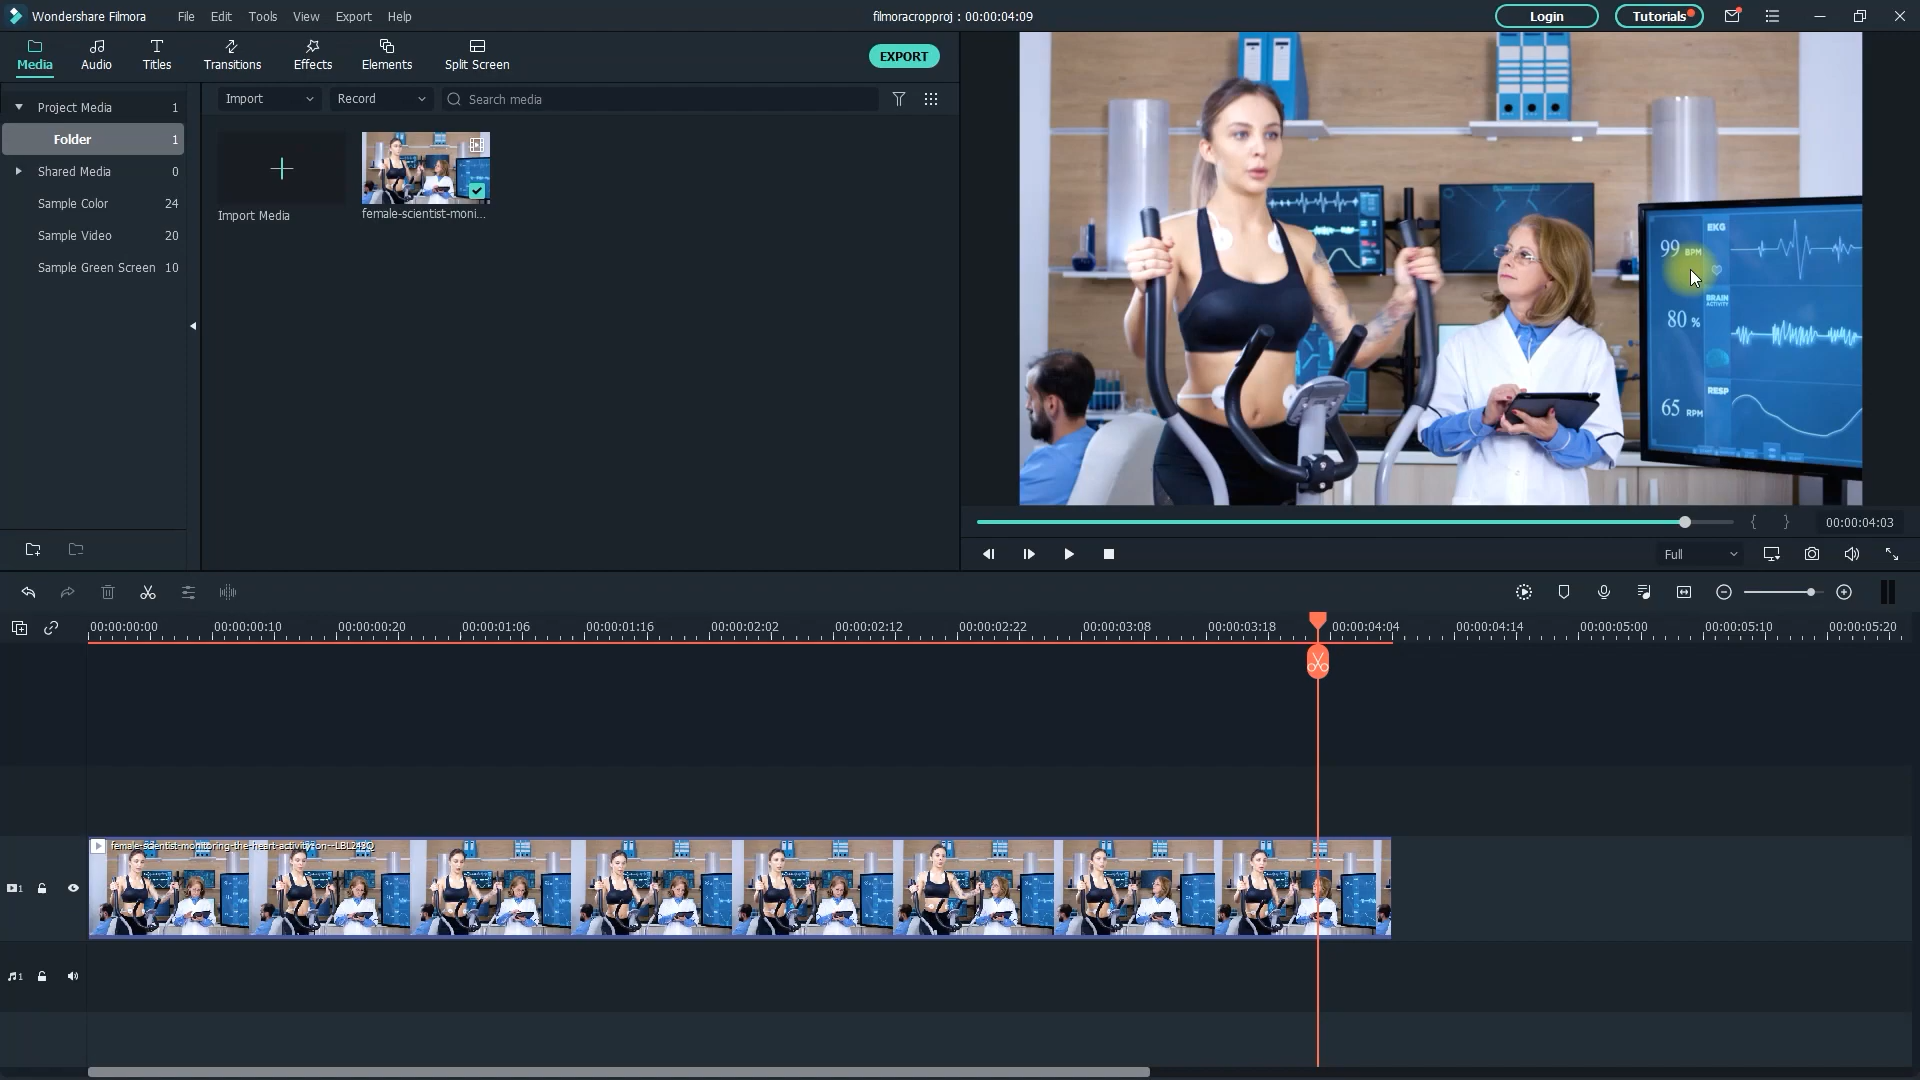 Wondershare Filmora
File
Edit
Tools
View
Export
Help
filmoracropproj : 00:00:04:09
Login
Tutorials
Media
Audio
Titles
Transitions
Effects
Elements
Split Screen
EXPORT
Project Media 1
Folder 1
Shared Media 0
Sample Color 24
Sample Video 20
Sample Green Screen 10
Import
Record
Search media
Import Media
female-scientist-moni...
EKG
99 BPM
BRAIN
ACTIVITY
80 %
RESP
65 RPM
{ }
00:00:04:03
Full
00:00:00:00
00:00:00:10
00:00:00:20
00:00:01:06
00:00:01:16
00:00:02:02
00:00:02:12
00:00:02:22
00:00:03:08
00:00:03:18
00:00:04:04
00:00:04:14
00:00:05:00
00:00:05:10
00:00:05:20
1
1